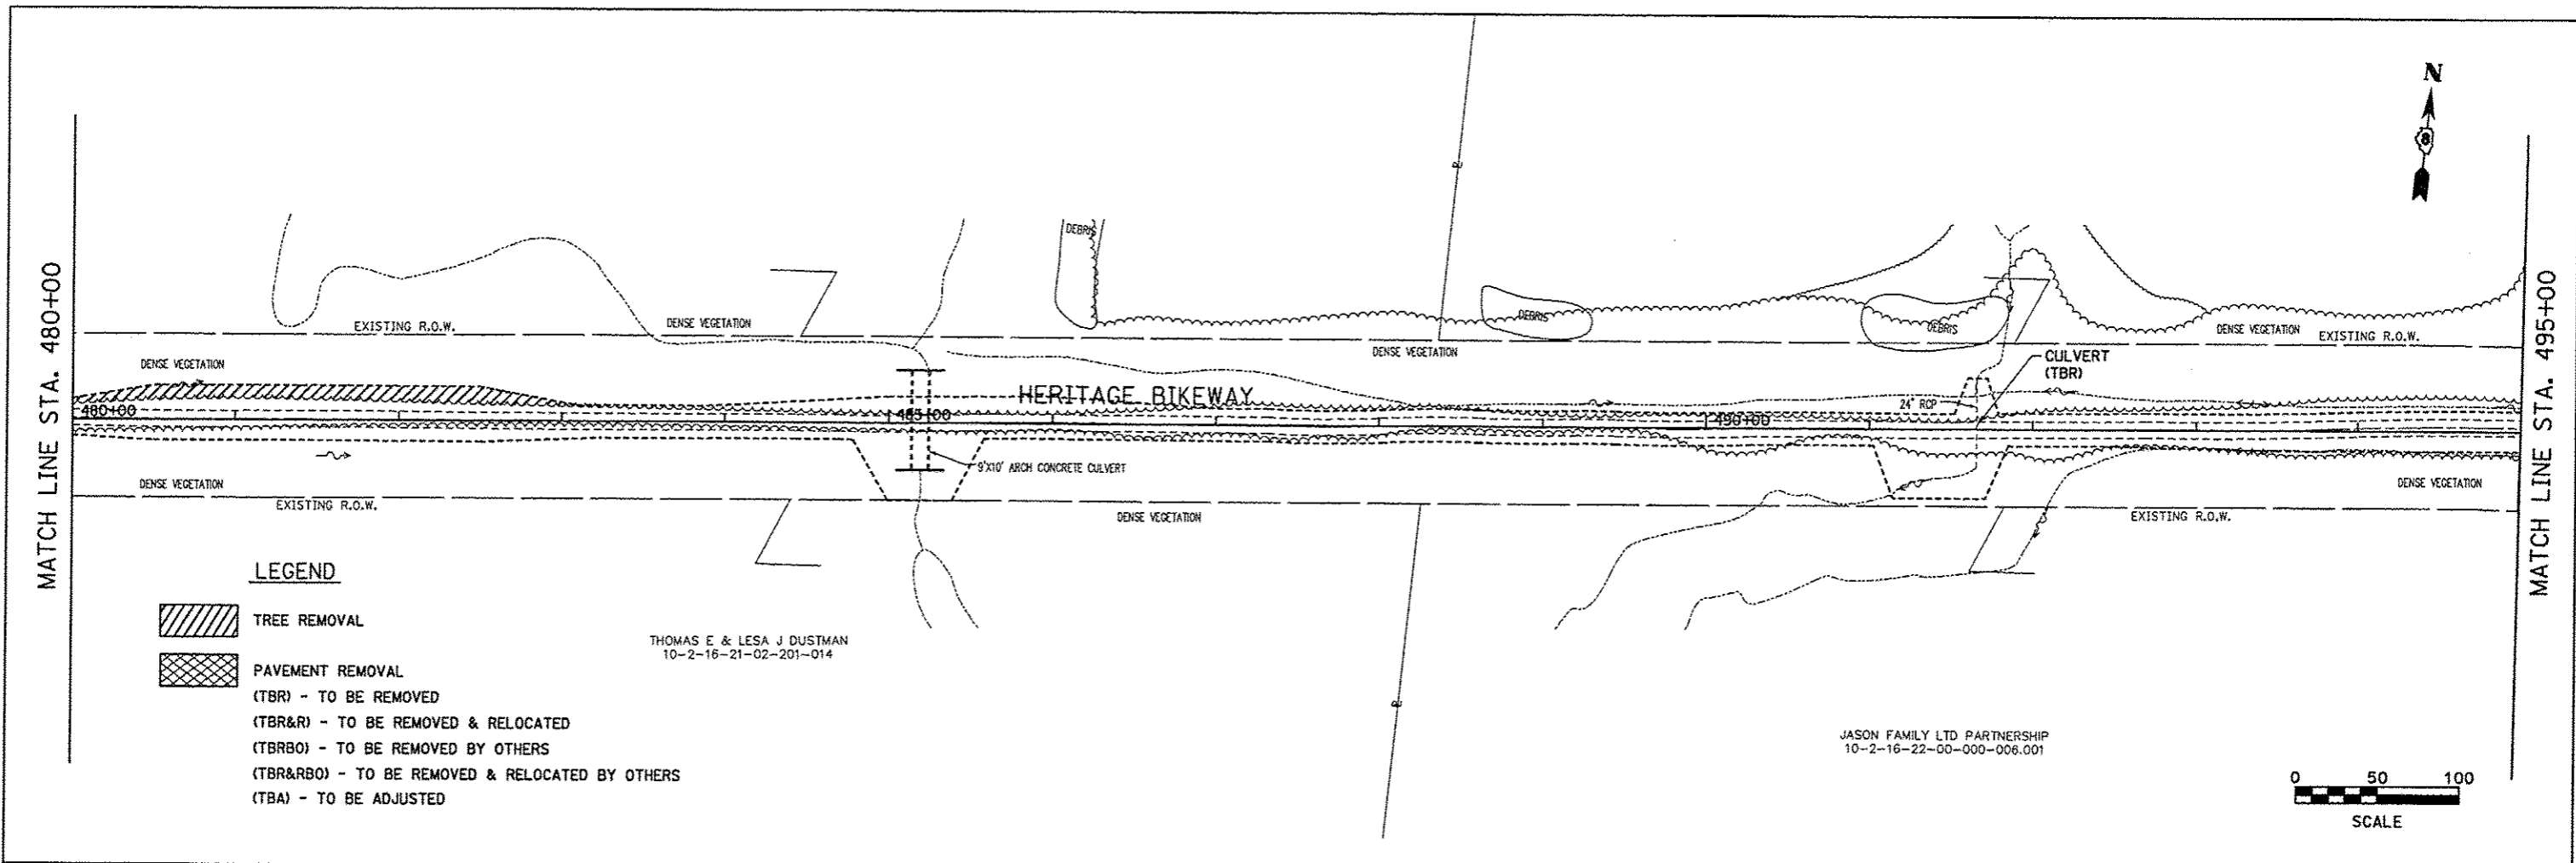 N
8
MATCH LINE STA. 480+00
MATCH LINE STA. 495+00
DEBRIS
DEBRIS
DEBRIS
EXISTING R.O.W.
DENSE VEGETATION
DENSE VEGETATION
DENSE VEGETATION
EXISTING R.O.W.
DENSE VEGETATION
CULVERT
(TBR)
HERITAGE BIKEWAY
24" RCP
480+00
485+00
490+00
9'X10' ARCH CONCRETE CULVERT
DENSE VEGETATION
DENSE VEGETATION
EXISTING R.O.W.
DENSE VEGETATION
EXISTING R.O.W.
LEGEND
TREE REMOVAL
PAVEMENT REMOVAL
(TBR) - TO BE REMOVED
(TBR&R) - TO BE REMOVED & RELOCATED
(TBRBO) - TO BE REMOVED BY OTHERS
(TBR&RBO) - TO BE REMOVED & RELOCATED BY OTHERS
(TBA) - TO BE ADJUSTED
THOMAS E & LESA J DUSTMAN
10-2-16-21-02-201-014
JASON FAMILY LTD PARTNERSHIP
10-2-16-22-00-000-006.001
0 50 100
SCALE